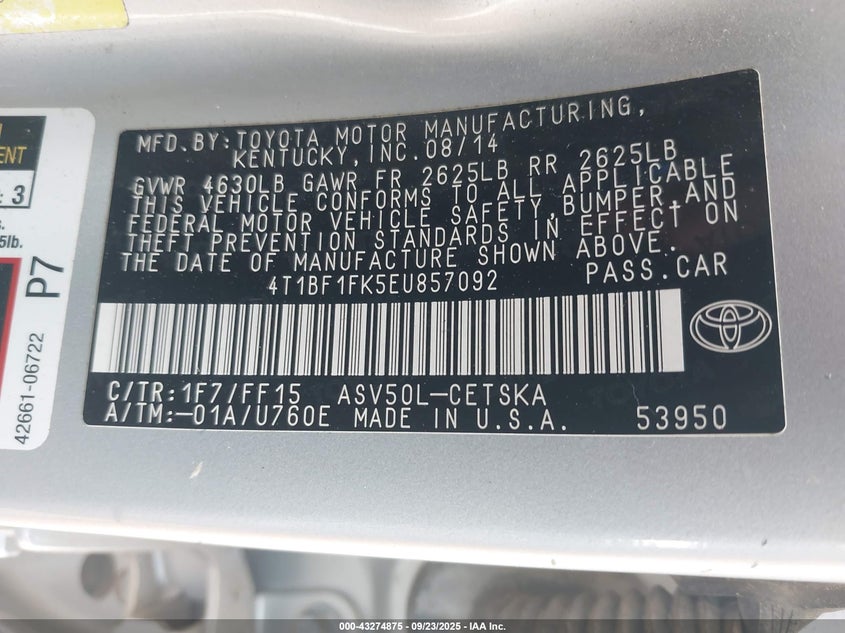 MFD. BY: TOYOTA MOTOR MANUFACTURING,
KENTUCKY, INC. 08/14
GVWR 4630LB GAWR FR 2625LB RR 2625LB
THIS VEHICLE CONFORMS TO ALL APPLICABLE
FEDERAL MOTOR VEHICLE SAFETY, BUMPER, AND
THEFT PREVENTION STANDARDS IN EFFECT ON
THE DATE OF MANUFACTURE SHOWN ABOVE.
4T1BF1FK5EU857092 PASS. CAR
C/TR: 1F7/FF15 ASV50L-CETSKA
A/TM: -01A/U760E MADE IN U.S.A. 53950
3
5lb.
P7
42661-06722
000-43274875 - 09/23/2025 - IAA Inc.